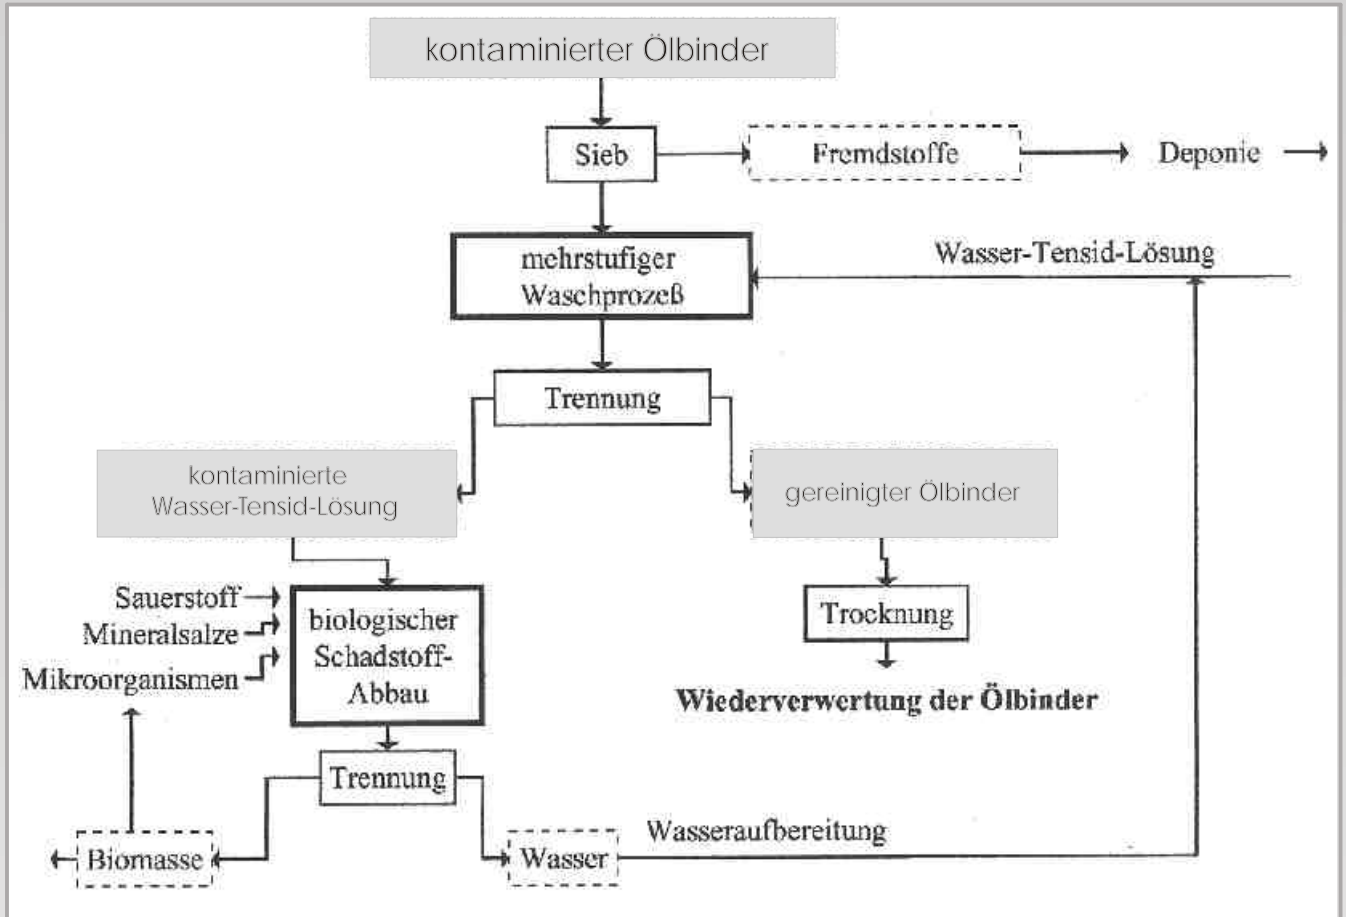 kontaminierter Ölbinder
Sieb
Fremdstoffe
Deponie
mehrstufiger
Waschprozeß
Wasser-Tensid-Lösung
Trennung
kontaminierte
Wasser-Tensid-Lösung
gereinigter Ölbinder
Sauerstoff
Mineralsalze
Mikroorganismen
biologischer
Schadstoff-
Abbau
Trocknung
Wiederverwertung der Ölbinder
Trennung
Biomasse
Wasser
Wasseraufbereitung